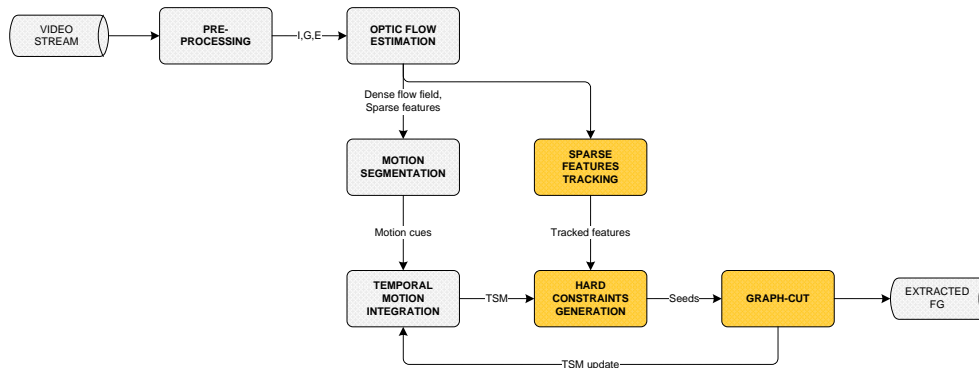 VIDEO
STREAM
PRE-
PROCESSING
I,G,E
OPTIC FLOW
ESTIMATION
Dense flow field,
Sparse features
MOTION
SEGMENTATION
SPARSE
FEATURES
TRACKING
Motion cues
Tracked features
TEMPORAL
MOTION
INTEGRATION
TSM
HARD
CONSTRAINTS
GENERATION
Seeds
GRAPH-CUT
EXTRACTED
FG
TSM update